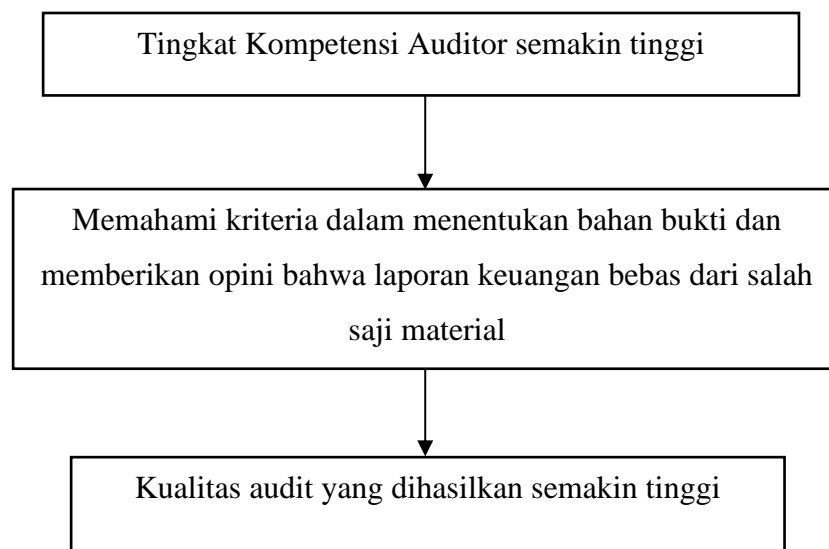 Tingkat Kompetensi Auditor semakin tinggi
Memahami kriteria dalam menentukan bahan bukti dan
memberikan opini bahwa laporan keuangan bebas dari salah
saji material
Kualitas audit yang dihasilkan semakin tinggi